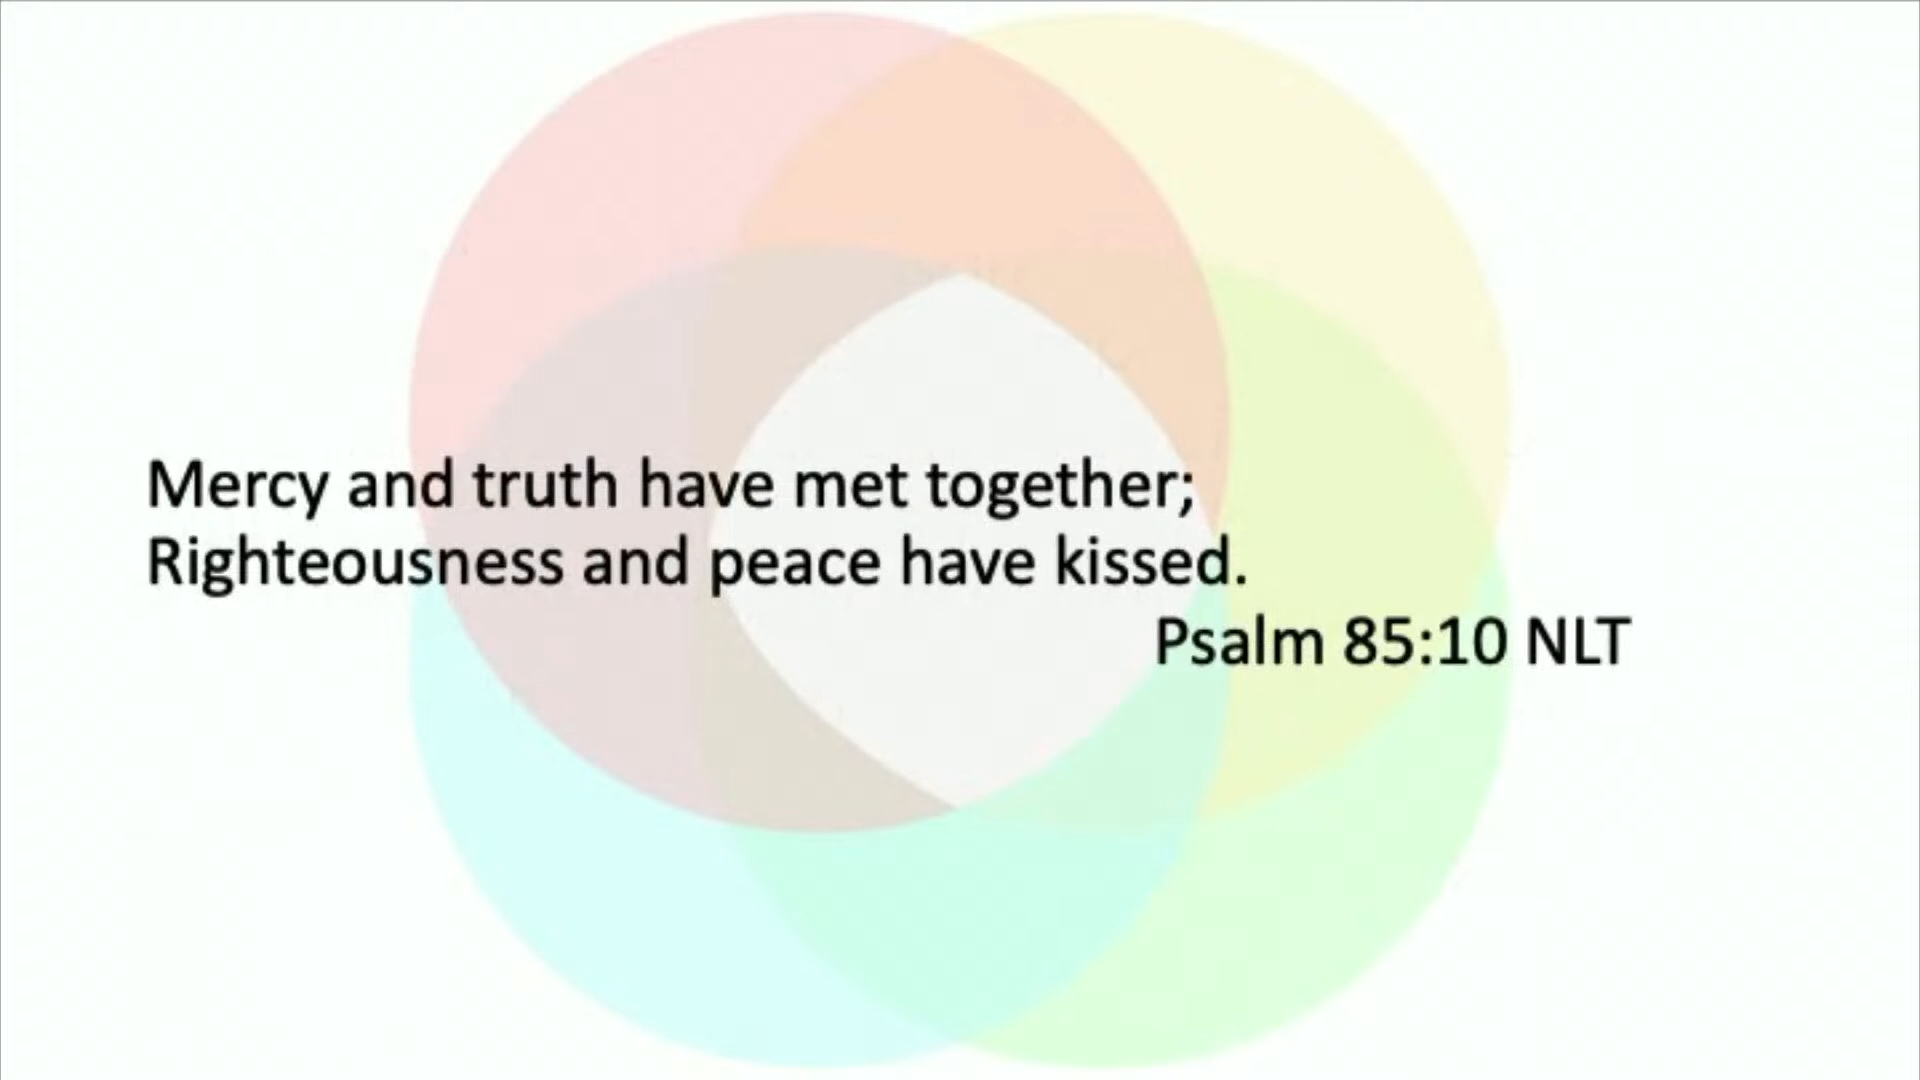 Mercy and truth have met together;
Righteousness and peace have kissed.
Psalm 85:10 NLT